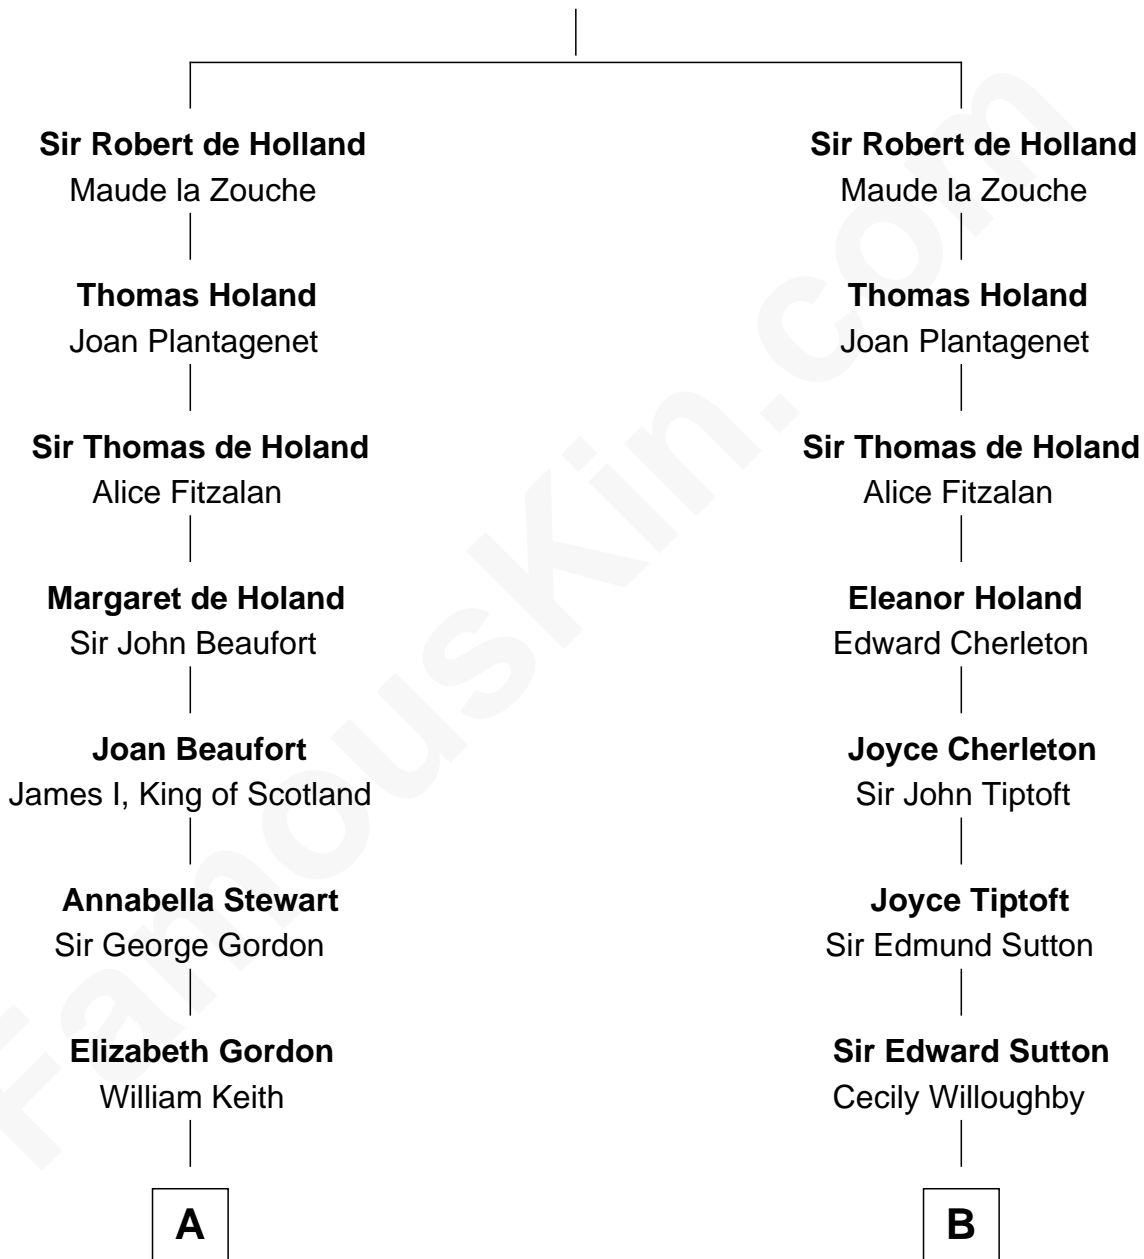 Sir Robert de Holland
Maude la Zouche
Thomas Holand
Joan Plantagenet
Sir Thomas de Holand
Alice Fitzalan
Margaret de Holand
Sir John Beaufort
Joan Beaufort
James I, King of Scotland
Annabella Stewart
Sir George Gordon
Elizabeth Gordon
William Keith
A
Sir Robert de Holland
Maude la Zouche
Thomas Holand
Joan Plantagenet
Sir Thomas de Holand
Alice Fitzalan
Eleanor Holand
Edward Cherleton
Joyce Cherleton
Sir John Tiptoft
Joyce Tiptoft
Sir Edmund Sutton
Sir Edward Sutton
Cecily Willoughby
B
FamousKin.com